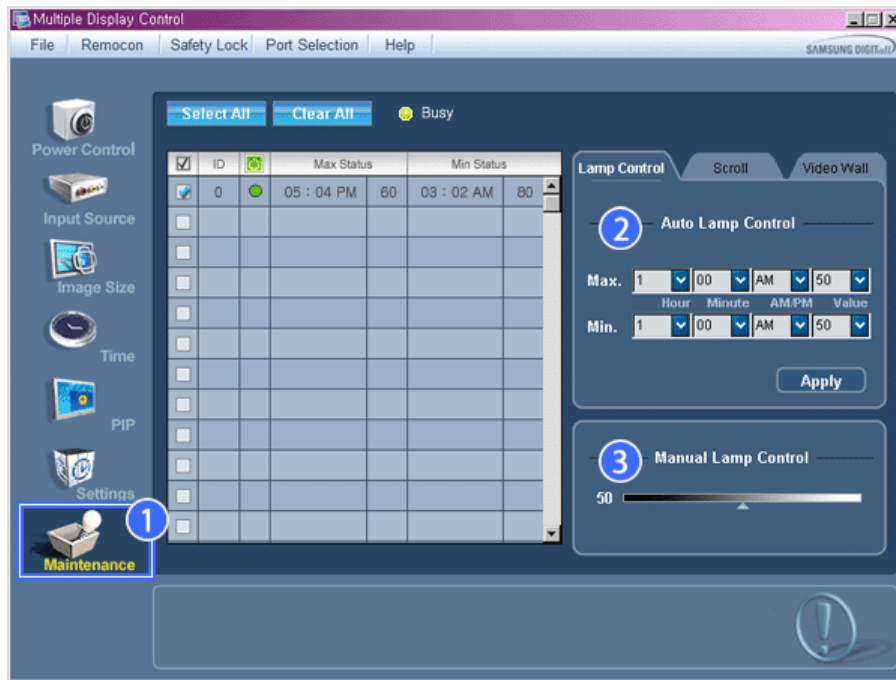 Multiple Display Control
File Remocon Safety Lock Port Selection Help
SAMSUNG DIGITall
Select All Clear All Busy
Power Control
ID Max Status Min Status
Lamp Control Scroll Video Wall
0 05 : 04 PM 60 03 : 02 AM 80
Input Source
2 Auto Lamp Control
Image Size
Max. 1 00 AM 50
Hour Minute AM/PM Value
Min. 1 00 AM 50
Time
Apply
PIP
3 Manual Lamp Control
Settings
50
1
Maintenance